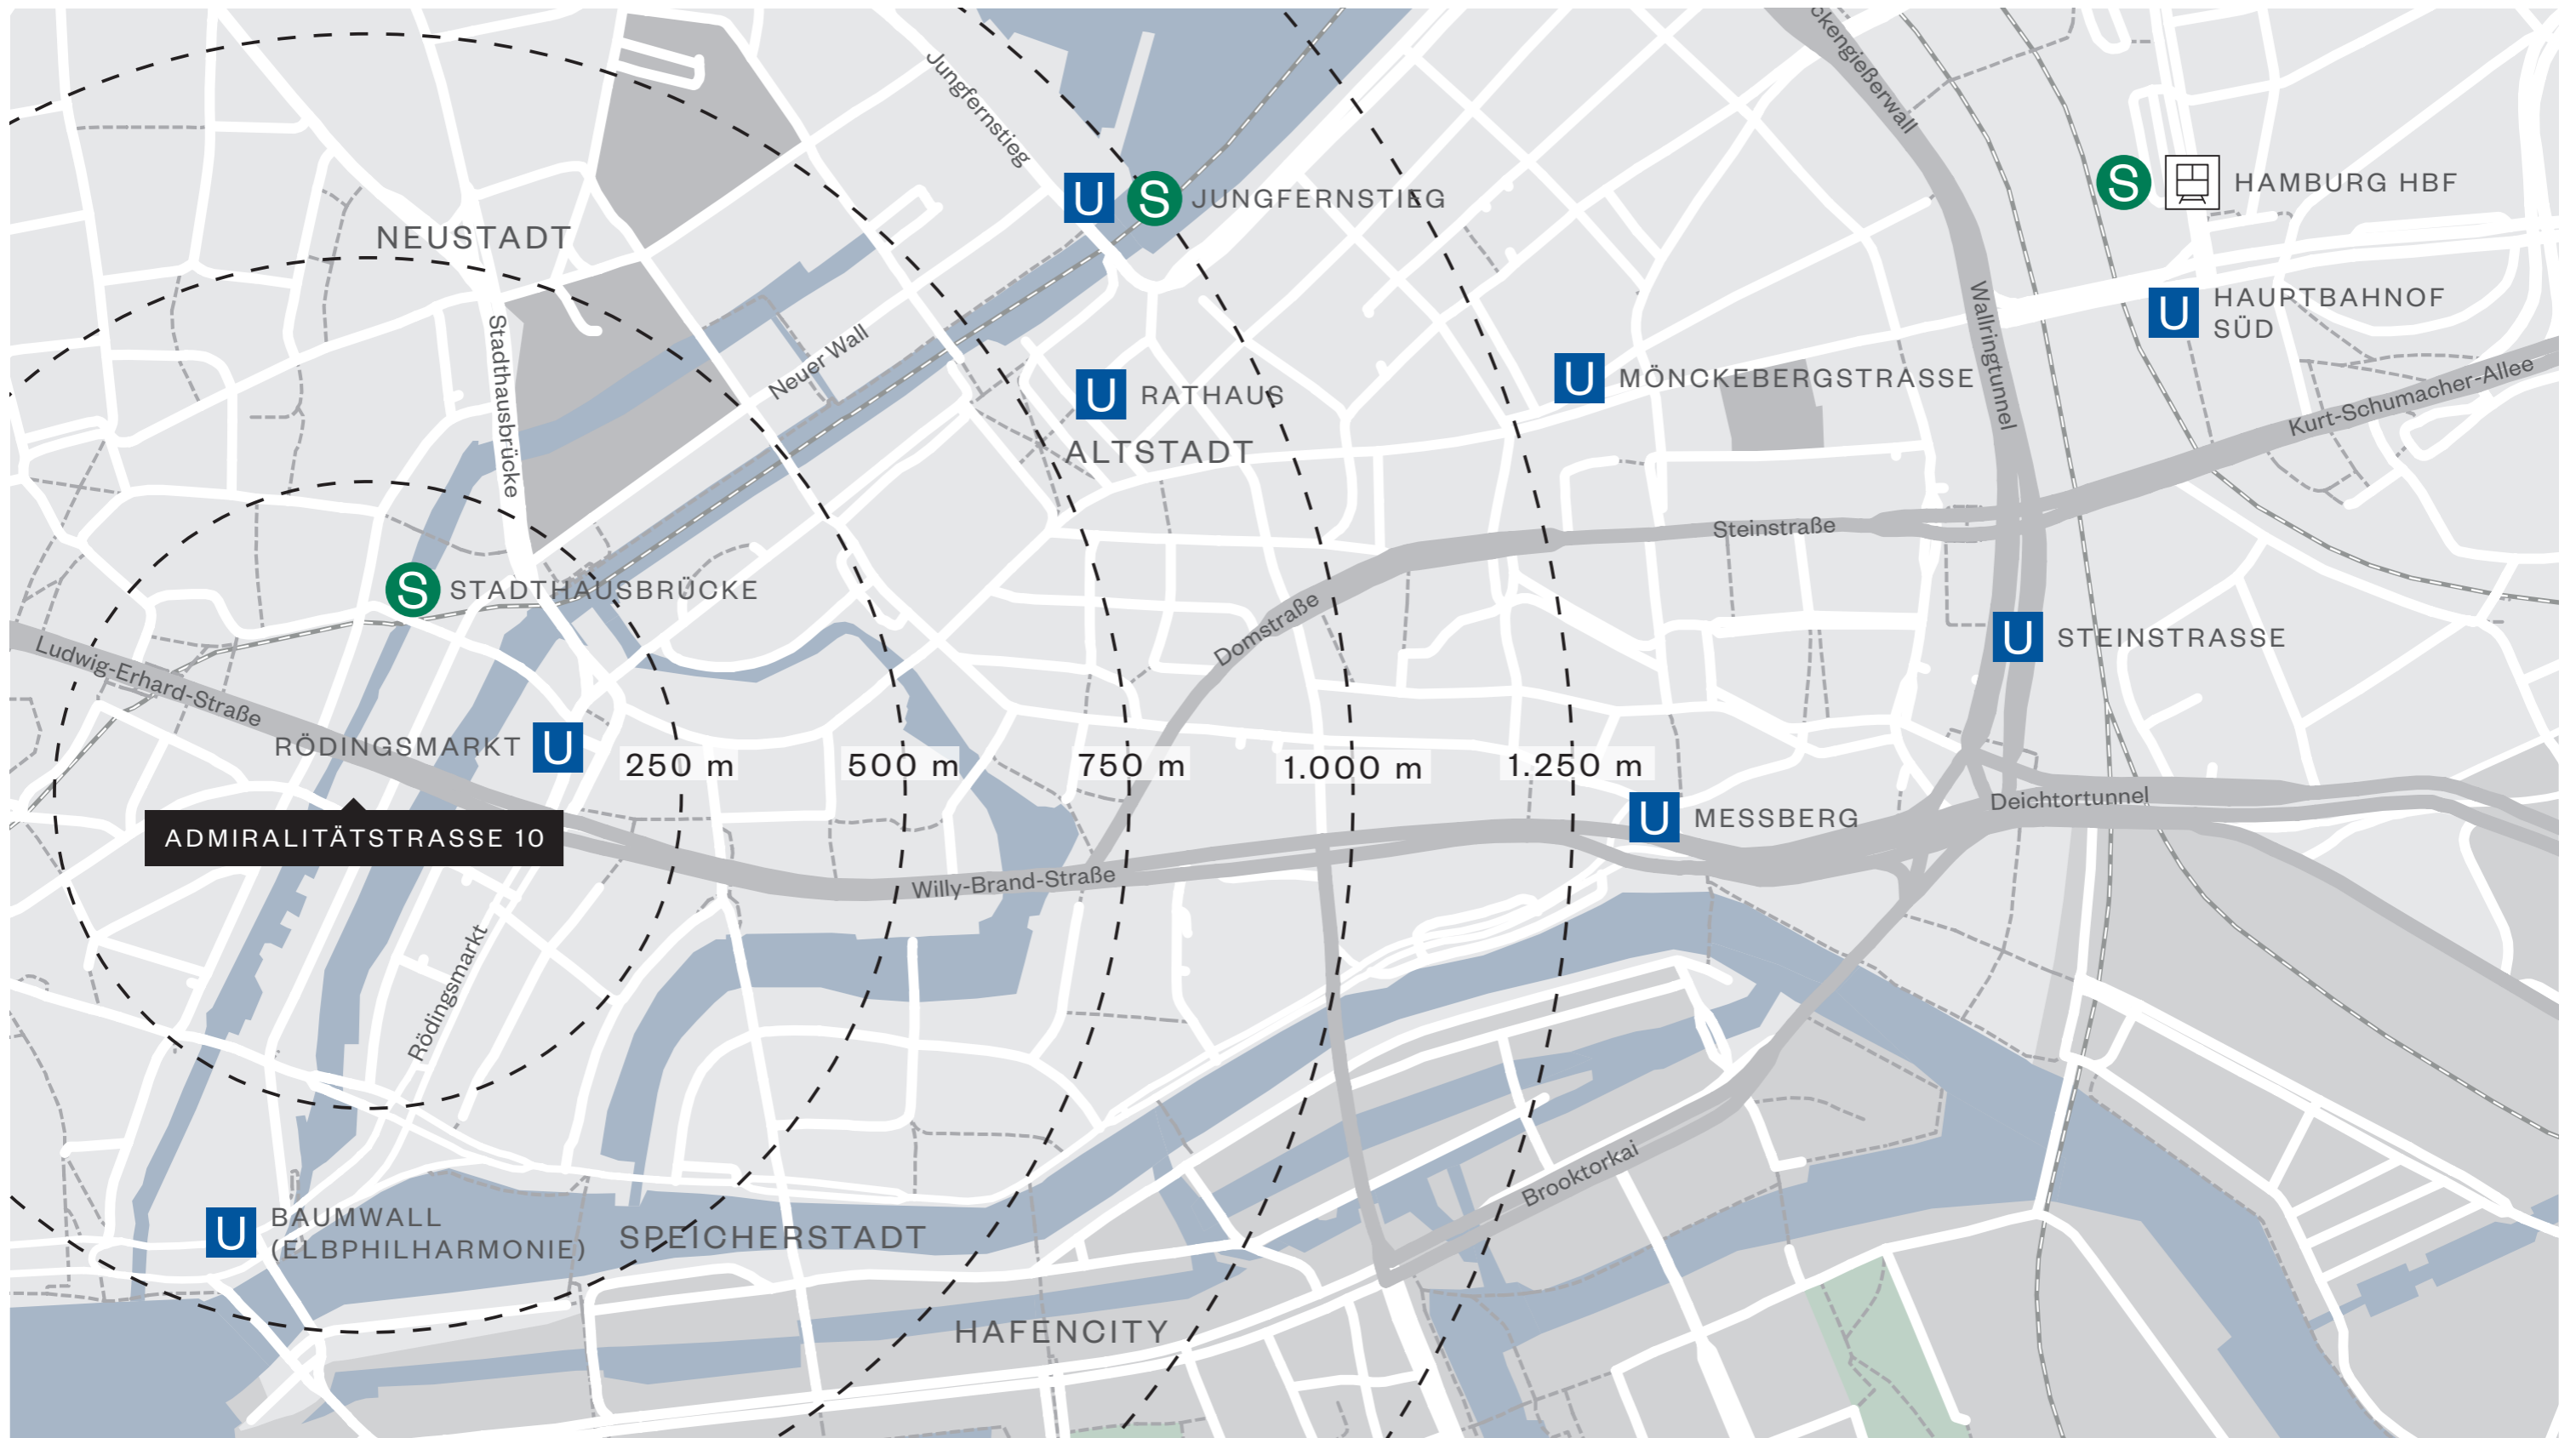 ckengießerwall
Jungfernstieg
U S JUNGFERNSTIEG
S HAMBURG HBF
NEUSTADT
Wallringtunnel
U HAUPTBAHNOF
SÜD
Stadthausbrücke
Neuer Wall
U RATHAUS
U MÖNCKEBERGSTRASSE
Kurt-Schumacher-Allee
ALTSTADT
Steinstraße
S STADTHAUSBRÜCKE
Domstraße
U STEINSTRASSE
Ludwig-Erhard-Straße
RÖDINGSMARKT U
250 m
500 m
750 m
1.000 m
1.250 m
Deichtortunnel
U MESSBERG
ADMIRALITÄTSTRASSE 10
Willy-Brand-Straße
Rödingsmarkt
Brooktorkai
U BAUMWALL
(ELBPHILHARMONIE)
SPEICHERSTADT
HAFENCITY